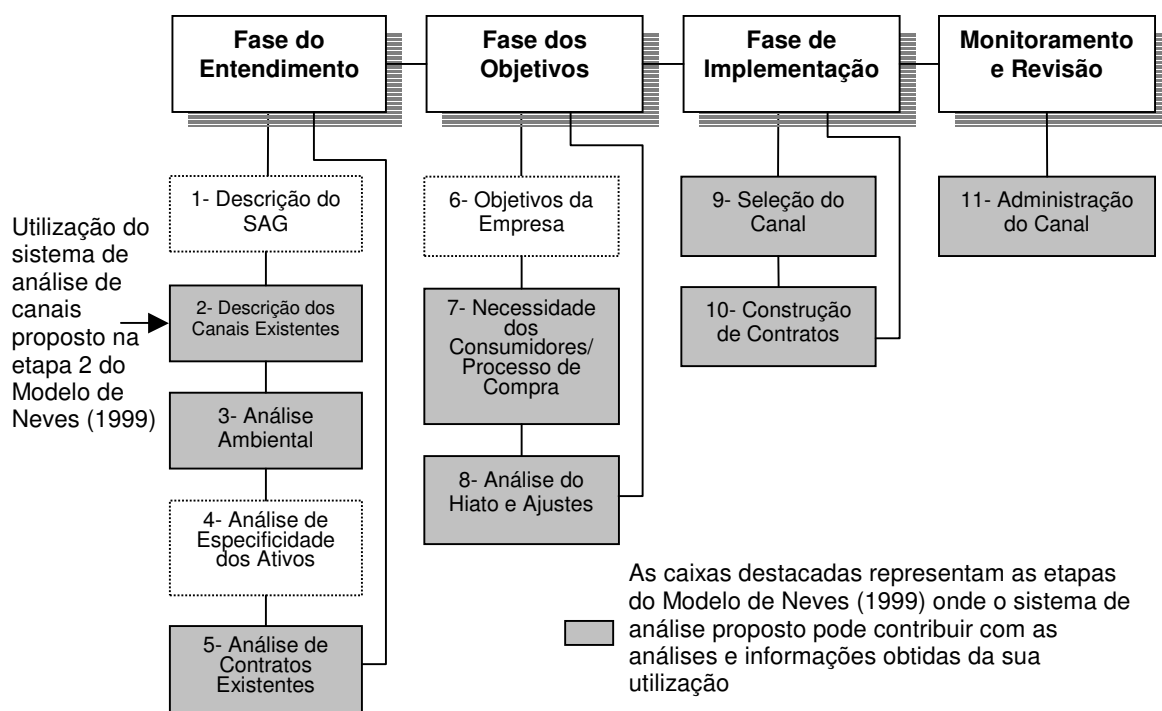 Fase do
Entendimento
Fase dos
Objetivos
Fase de
Implementação
Monitoramento
e Revisão
Utilização do
sistema de
análise de
canais
proposto na
etapa 2 do
Modelo de
Neves (1999)
1- Descrição do
SAG
2- Descrição dos
Canais Existentes
3- Análise
Ambiental
4- Análise de
Especificidade
dos Ativos
5- Análise de
Contratos
Existentes
6- Objetivos da
Empresa
7- Necessidade
dos
Consumidores/
Processo de
Compra
8- Análise do
Hiato e Ajustes
9- Seleção do
Canal
10- Construção
de Contratos
11- Administração
do Canal
As caixas destacadas representam as etapas
do Modelo de Neves (1999) onde o sistema de
análise proposto pode contribuir com as
análises e informações obtidas da sua
utilização